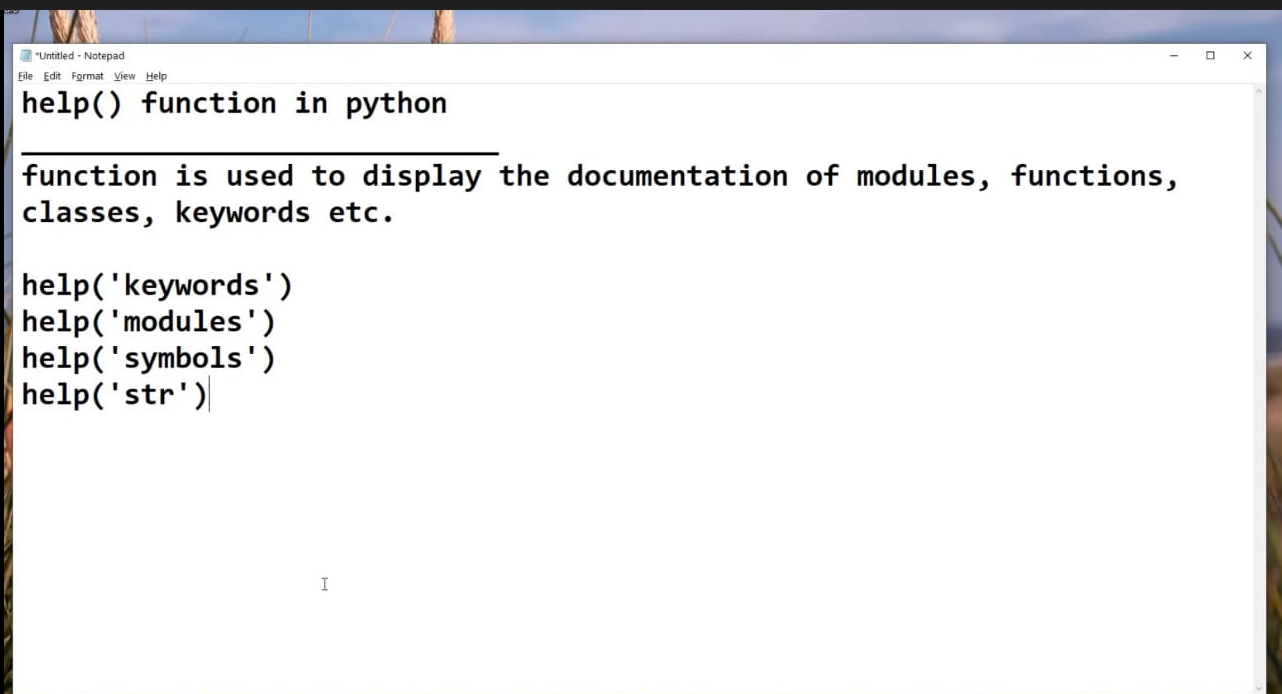 *Untitled - Notepad
File Edit Format View Help
help() function in python
____________________________
function is used to display the documentation of modules, functions,
classes, keywords etc.
help('keywords')
help('modules')
help('symbols')
help('str')